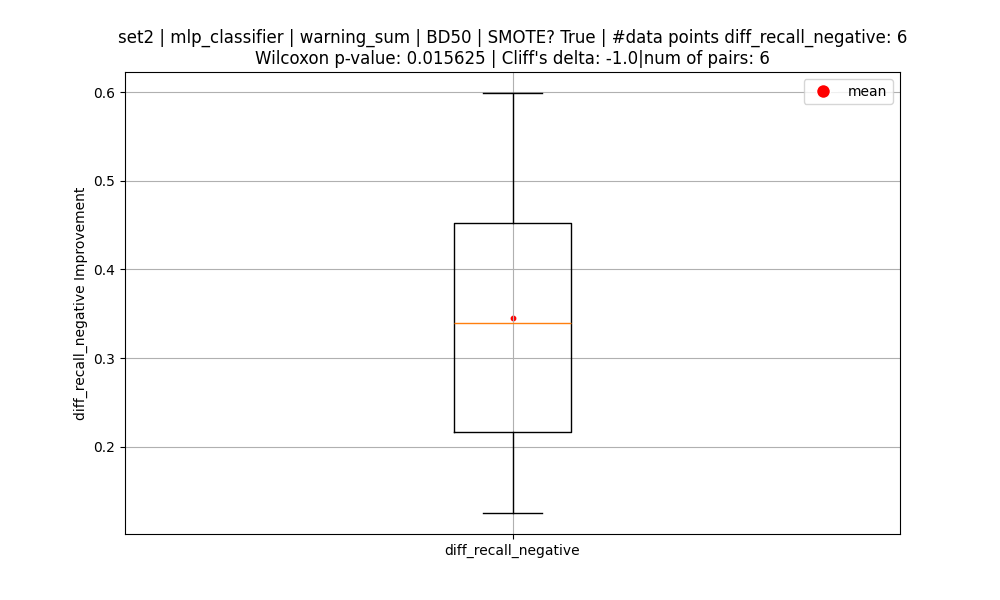 set2 | mlp_classifier | warning_sum | BD50 | SMOTE? True | #data points diff_recall_negative: 6
Wilcoxon p-value: 0.015625 | Cliff's delta: -1.0|num of pairs: 6
mean
0.6
0.5
0.4
0.3
0.2
diff_recall_negative Improvement
diff_recall_negative